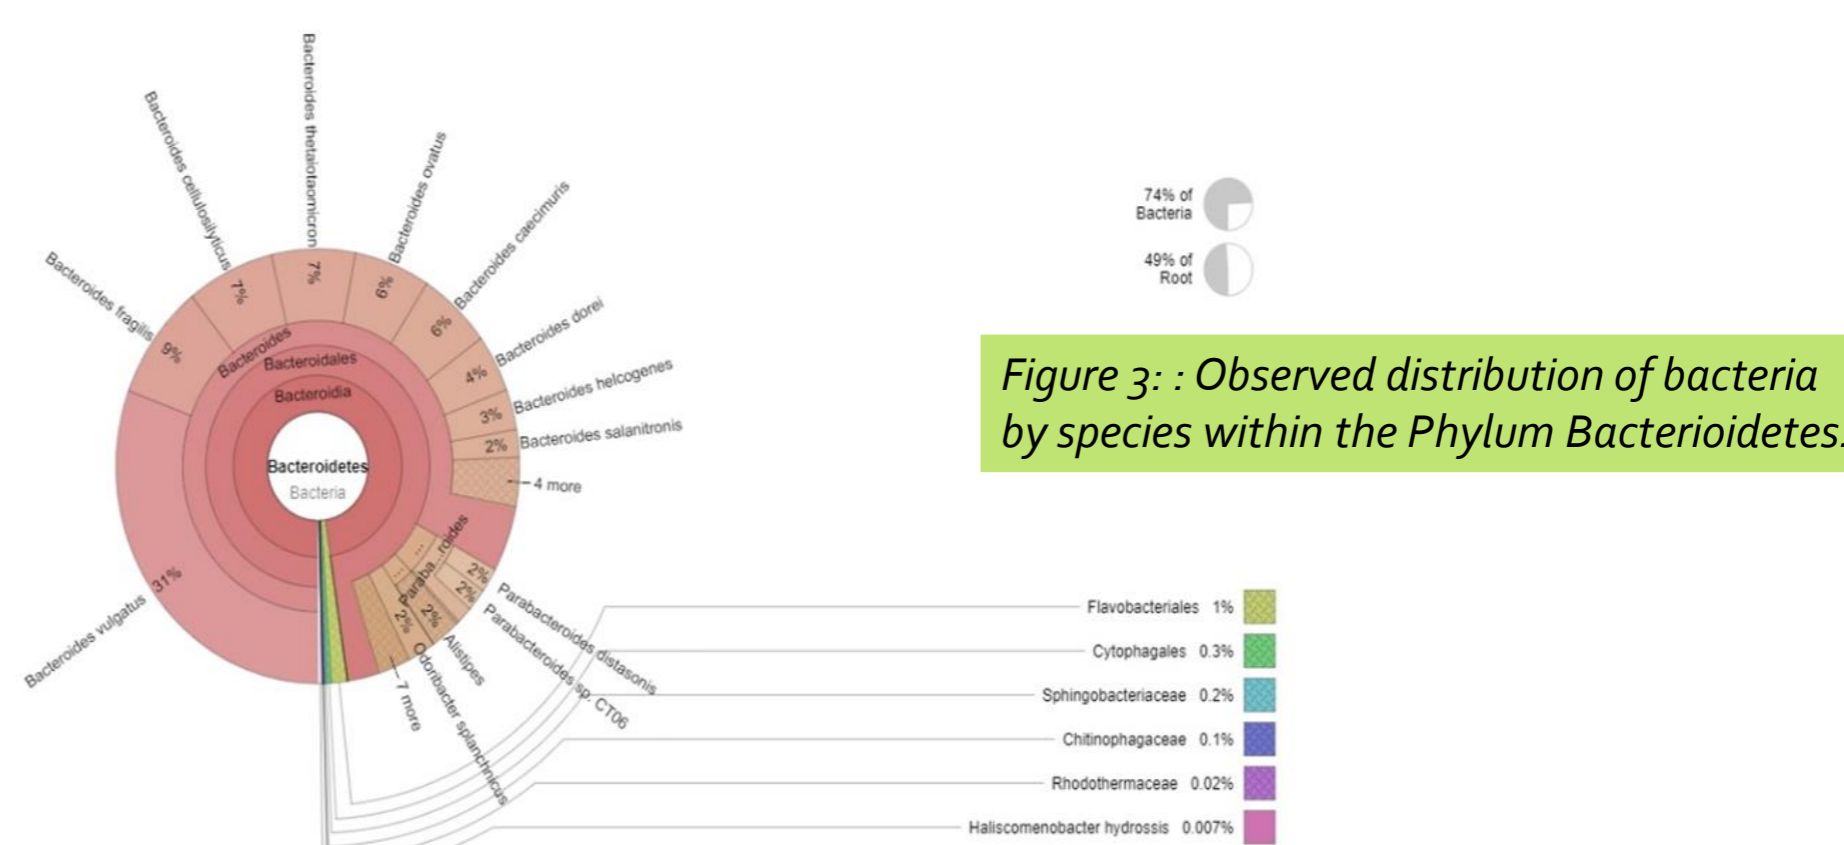 Bacteroides thetaiotaomicron
Bacteroides cellulosilyticus
Bacteroides ovatus
Bacteroides caecimuris
Bacteroides fragilis
Bacteroides dorei
Bacteroides helcogenes
Bacteroides salanitronis
4 more
9%
7%
7%
6%
6%
4%
3%
2%
31%
Bacteroides
Bacteroidales
Bacteroidia
Bacteroidetes
Bacteria
Bacteroides vulgatus
...
...
Paraba...roides
2%
2%
2%
2%
Parabacteroides distasonis
Parabacteroides sp. CT06
Alistipes
Odoribacter splanchnicus
7 more
74% of
Bacteria
49% of
Root
Figure 3: : Observed distribution of bacteria
by species within the Phylum Bacterioidetes.
Flavobacteriales 1%
Cytophagales 0.3%
Sphingobacteriaceae 0.2%
Chitinophagaceae 0.1%
Rhodothermaceae 0.02%
Haliscomenobacter hydrossis 0.007%